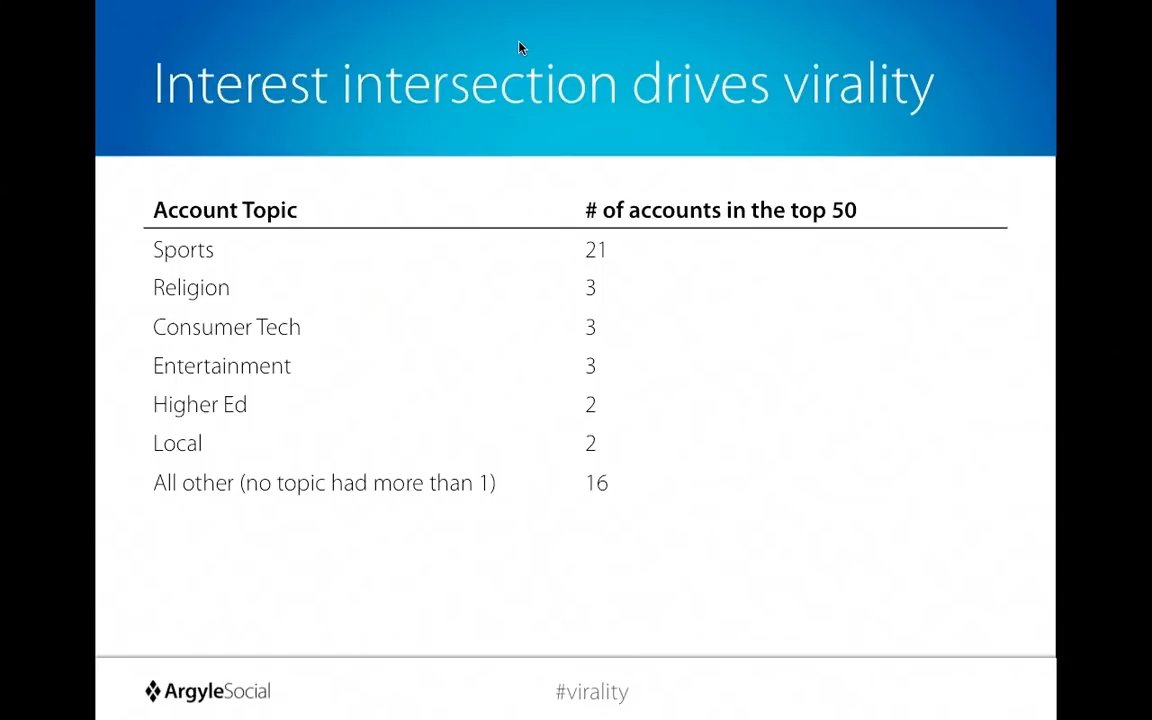 Interest intersection drives virality
Account Topic # of accounts in the top 50
Sports 21
Religion 3
Consumer Tech 3
Entertainment 3
Higher Ed 2
Local 2
All other (no topic had more than 1) 16
ArgyleSocial #virality